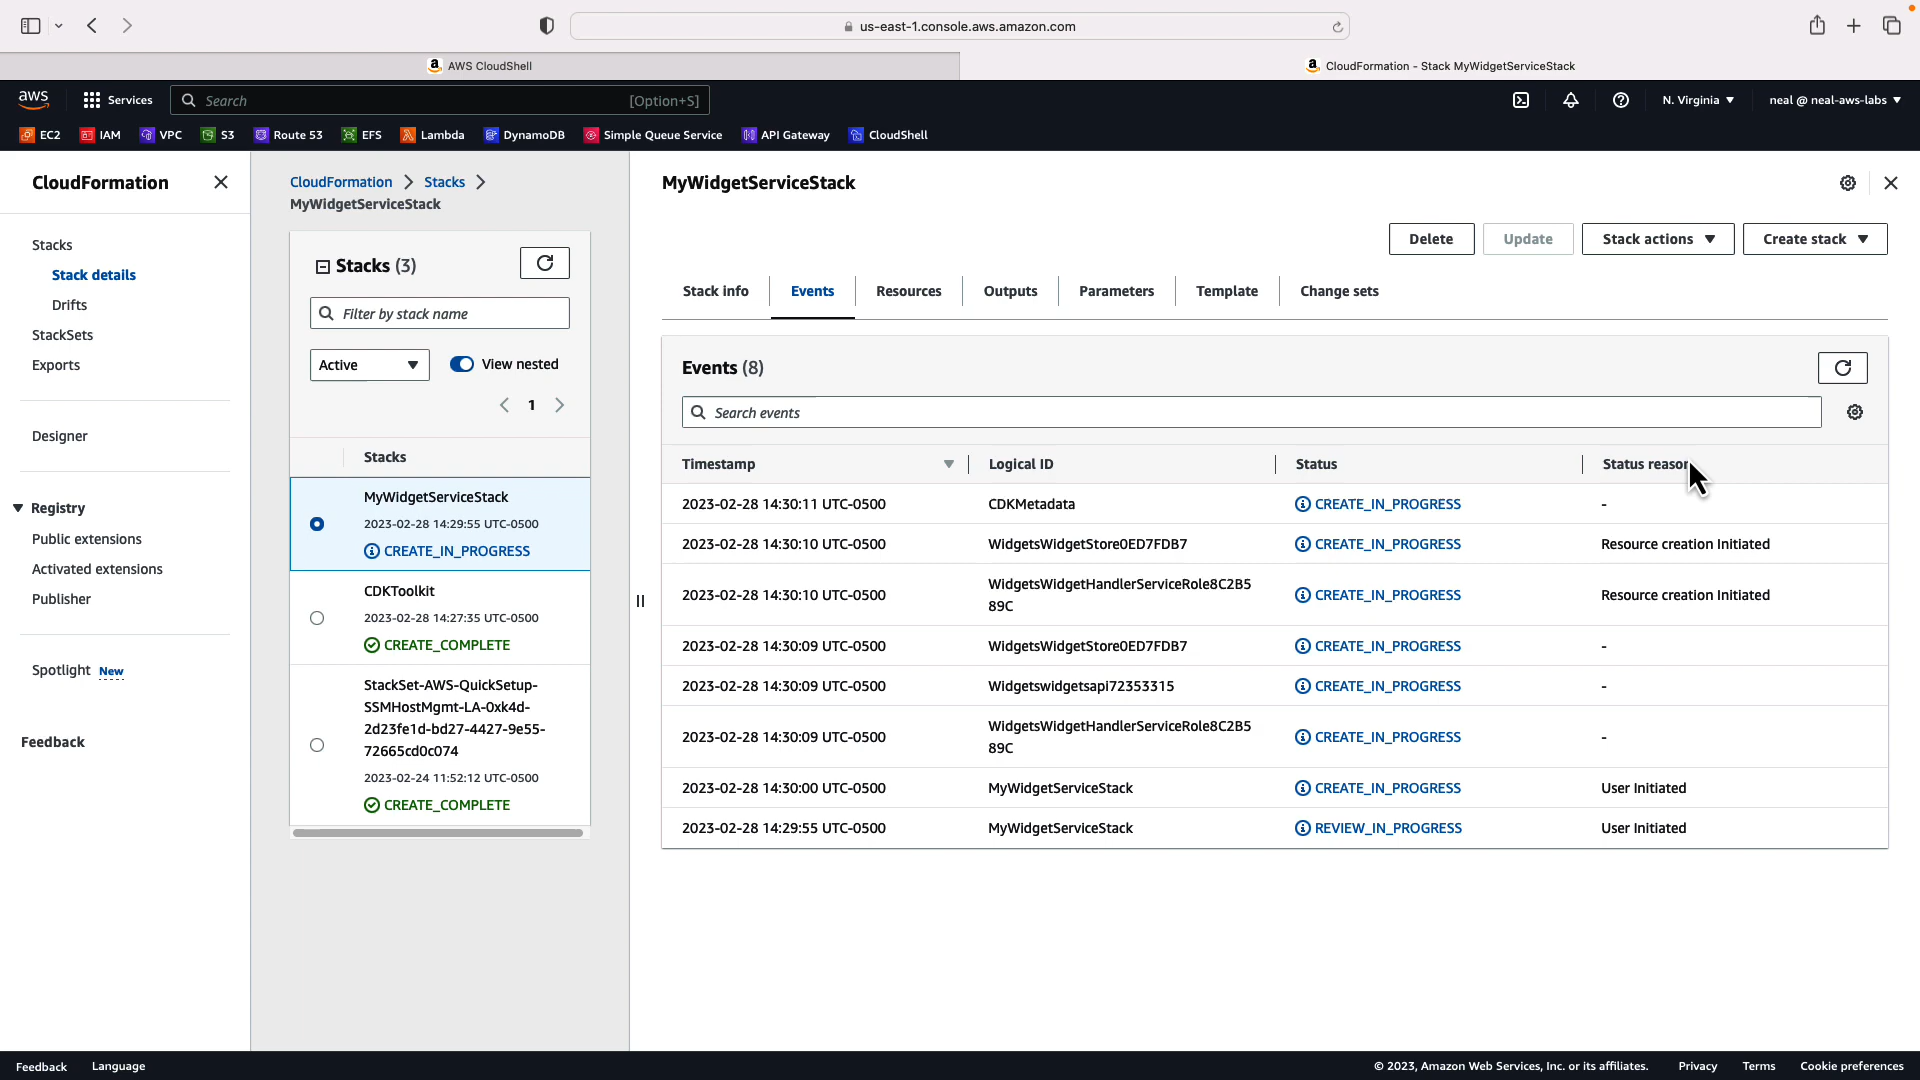 us-east-1.console.aws.amazon.com
AWS CloudShell
CloudFormation - Stack MyWidgetServiceStack
aws
Services
Search
[Option+S]
N. Virginia
neal @ neal-aws-labs
EC2
IAM
VPC
S3
Route 53
EFS
Lambda
DynamoDB
Simple Queue Service
API Gateway
CloudShell
CloudFormation
Stacks
Stack details
Drifts
StackSets
Exports
Designer
Registry
Public extensions
Activated extensions
Publisher
Spotlight New
Feedback
CloudFormation > Stacks >
MyWidgetServiceStack
Stacks (3)
Filter by stack name
Active
View nested
1
Stacks
MyWidgetServiceStack
2023-02-28 14:29:55 UTC-0500
CREATE_IN_PROGRESS
CDKToolkit
2023-02-28 14:27:35 UTC-0500
CREATE_COMPLETE
StackSet-AWS-QuickSetup-
SSMHostMgmt-LA-0xk4d-
2d23fe1d-bd27-4427-9e55-
72665cd0c074
2023-02-24 11:52:12 UTC-0500
CREATE_COMPLETE
MyWidgetServiceStack
Delete
Update
Stack actions
Create stack
Stack info
Events
Resources
Outputs
Parameters
Template
Change sets
Events (8)
Search events
Timestamp Logical ID Status Status reason
2023-02-28 14:30:11 UTC-0500 CDKMetadata CREATE_IN_PROGRESS -
2023-02-28 14:30:10 UTC-0500 WidgetsWidgetStore0ED7FDB7 CREATE_IN_PROGRESS Resource creation Initiated
2023-02-28 14:30:10 UTC-0500 WidgetsWidgetHandlerServiceRole8C2B5
89C CREATE_IN_PROGRESS Resource creation Initiated
2023-02-28 14:30:09 UTC-0500 WidgetsWidgetStore0ED7FDB7 CREATE_IN_PROGRESS -
2023-02-28 14:30:09 UTC-0500 Widgetswidgetsapi72353315 CREATE_IN_PROGRESS -
2023-02-28 14:30:09 UTC-0500 WidgetsWidgetHandlerServiceRole8C2B5
89C CREATE_IN_PROGRESS -
2023-02-28 14:30:00 UTC-0500 MyWidgetServiceStack CREATE_IN_PROGRESS User Initiated
2023-02-28 14:29:55 UTC-0500 MyWidgetServiceStack REVIEW_IN_PROGRESS User Initiated
Feedback
Language
© 2023, Amazon Web Services, Inc. or its affiliates.
Privacy
Terms
Cookie preferences